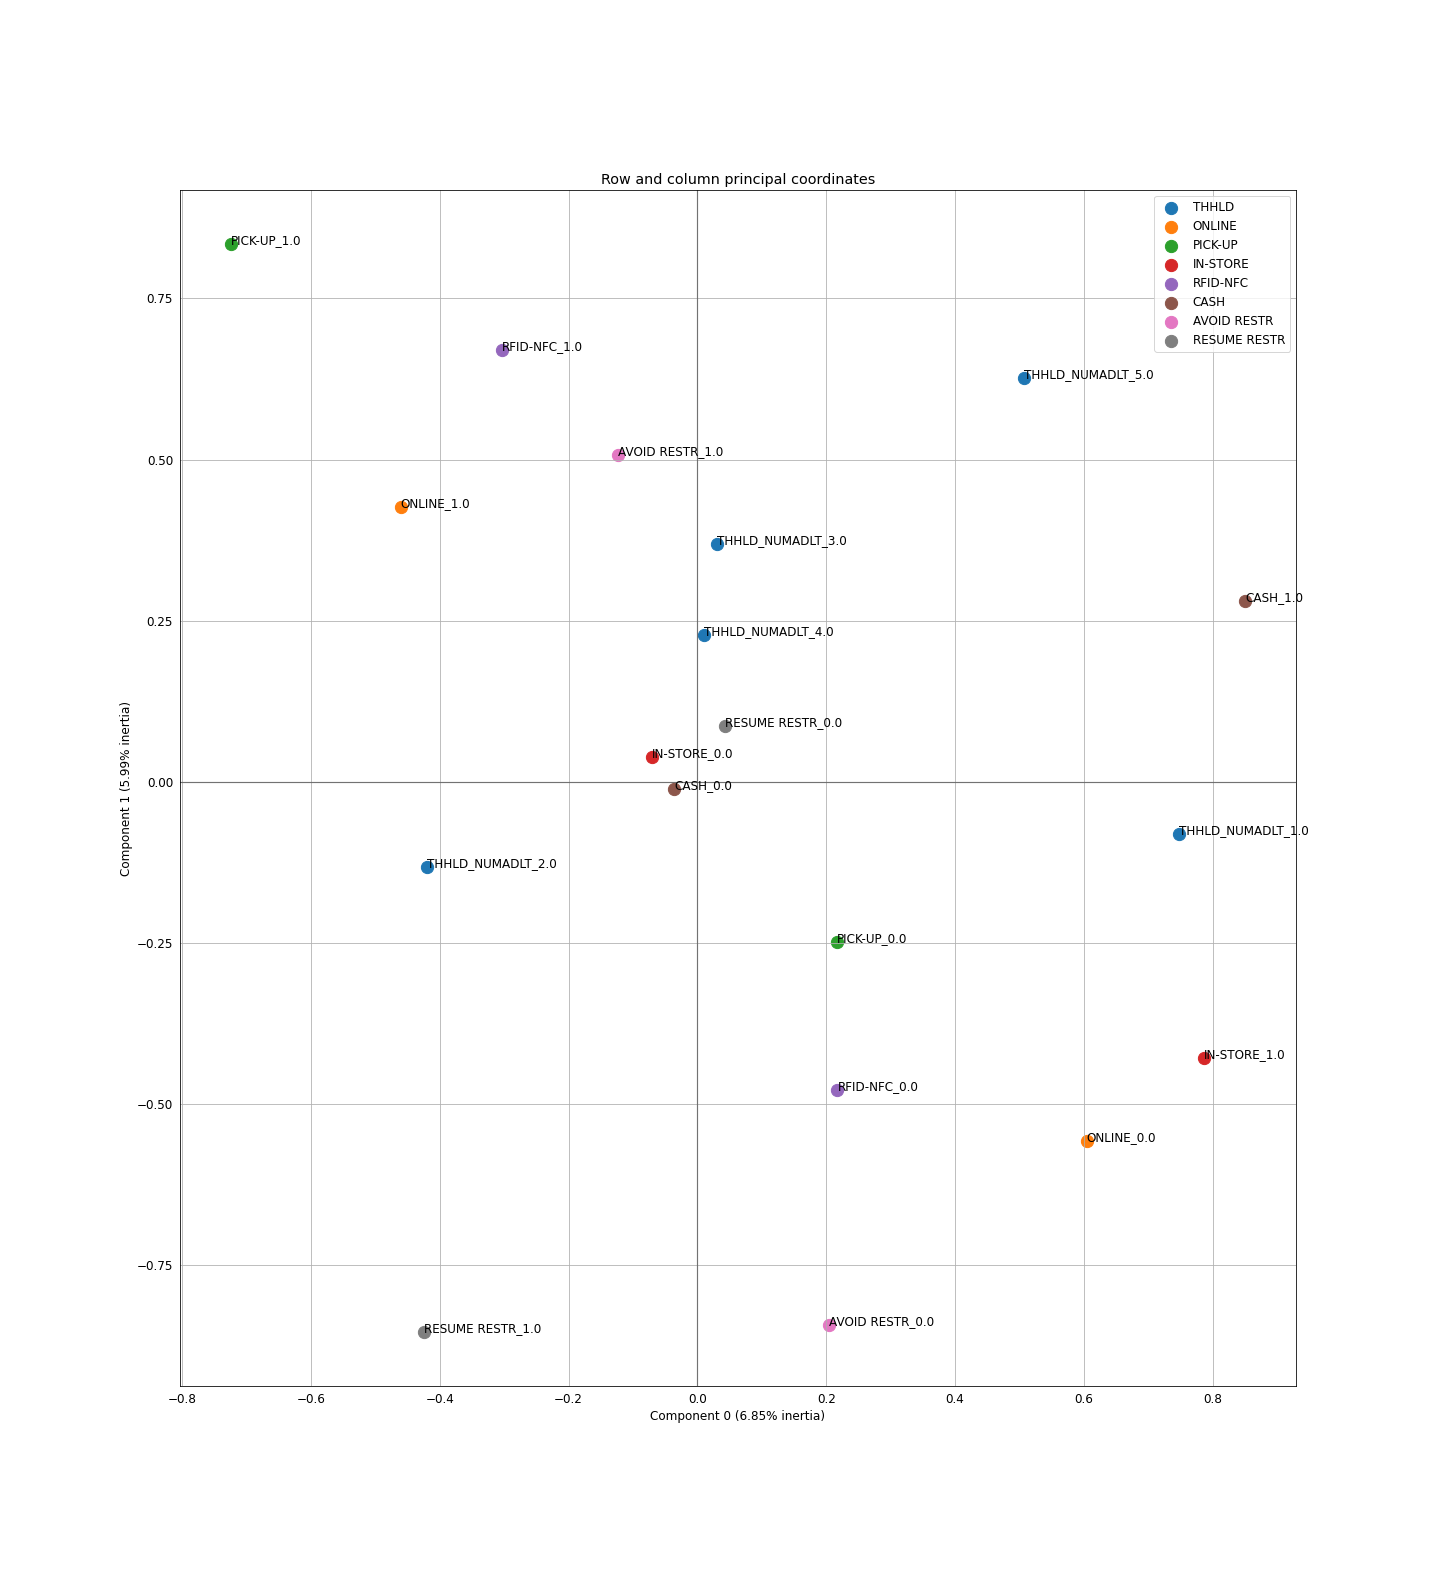 Row and column principal coordinates
THHLD
ONLINE
PICK-UP
IN-STORE
RFID-NFC
CASH
AVOID RESTR
RESUME RESTR
PICK-UP_1.0
RFID-NFC_1.0
THHLD_NUMADLT_5.0
AVOID RESTR_1.0
ONLINE_1.0
THHLD_NUMADLT_3.0
CASH_1.0
THHLD_NUMADLT_4.0
RESUME RESTR_0.0
IN-STORE_0.0
CASH_0.0
THHLD_NUMADLT_1.0
THHLD_NUMADLT_2.0
PICK-UP_0.0
IN-STORE_1.0
RFID-NFC_0.0
ONLINE_0.0
AVOID RESTR_0.0
RESUME RESTR_1.0
0.75
0.50
0.25
0.00
−0.25
−0.50
−0.75
Component 1 (5.99% inertia)
−0.8 −0.6 −0.4 −0.2 0.0 0.2 0.4 0.6 0.8
Component 0 (6.85% inertia)